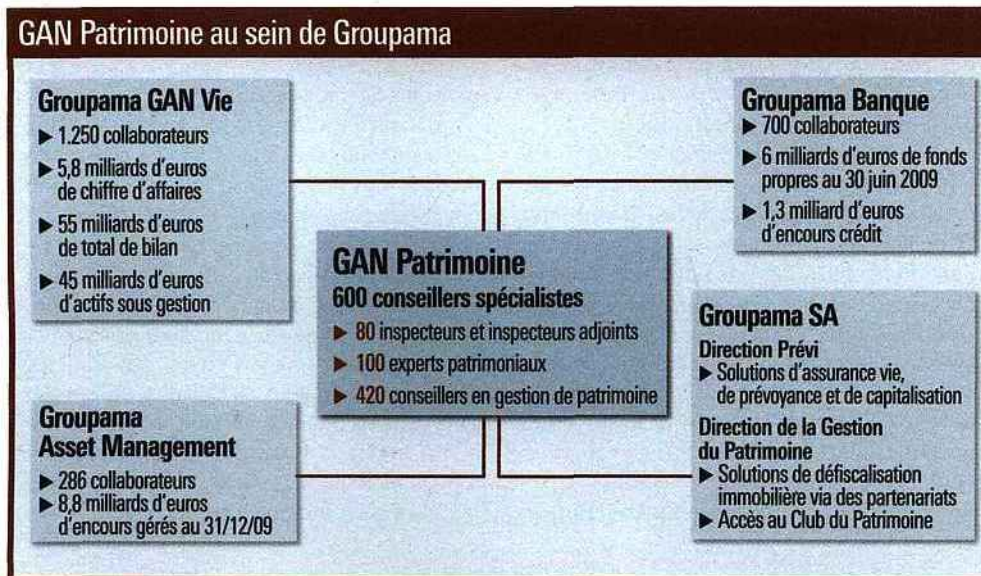 GAN Patrimoine au sein de Groupama
Groupama GAN Vie
▶ 1.250 collaborateurs
▶ 5,8 milliards d'euros
de chiffre d'affaires
▶ 55 milliards d'euros
de total de bilan
▶ 45 milliards d'euros
d'actifs sous gestion
Groupama Banque
▶ 700 collaborateurs
▶ 6 milliards d'euros de fonds
propres au 30 juin 2009
▶ 1,3 milliard d'euros
d'encours crédit
GAN Patrimoine
600 conseillers spécialistes
▶ 80 inspecteurs et inspecteurs adjoints
▶ 100 experts patrimoniaux
▶ 420 conseillers en gestion de patrimoine
Groupama
Asset Management
▶ 286 collaborateurs
▶ 8,8 milliards d'euros
d'encours gérés au 31/12/09
Groupama SA
Direction Prévi
▶ Solutions d'assurance vie,
de prévoyance et de capitalisation
Direction de la Gestion
du Patrimoine
▶ Solutions de défiscalisation
immobilière via des partenariats
▶ Accès au Club du Patrimoine